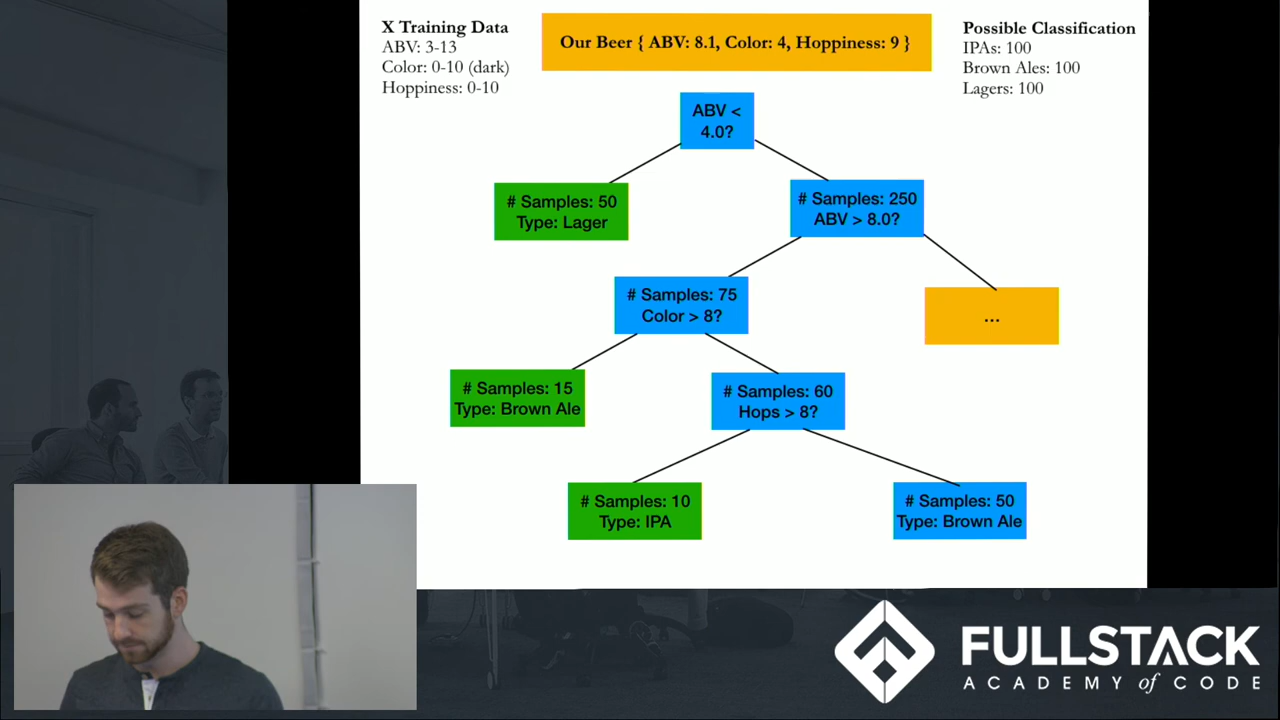 X Training Data
ABV: 3-13
Color: 0-10 (dark)
Hoppiness: 0-10
Our Beer { ABV: 8.1, Color: 4, Hoppiness: 9 }
Possible Classification
IPAs: 100
Brown Ales: 100
Lagers: 100
ABV <
4.0?
# Samples: 50
Type: Lager
# Samples: 250
ABV > 8.0?
# Samples: 75
Color > 8?
...
# Samples: 15
Type: Brown Ale
# Samples: 60
Hops > 8?
# Samples: 10
Type: IPA
# Samples: 50
Type: Brown Ale
FULLSTACK
ACADEMY of CODE